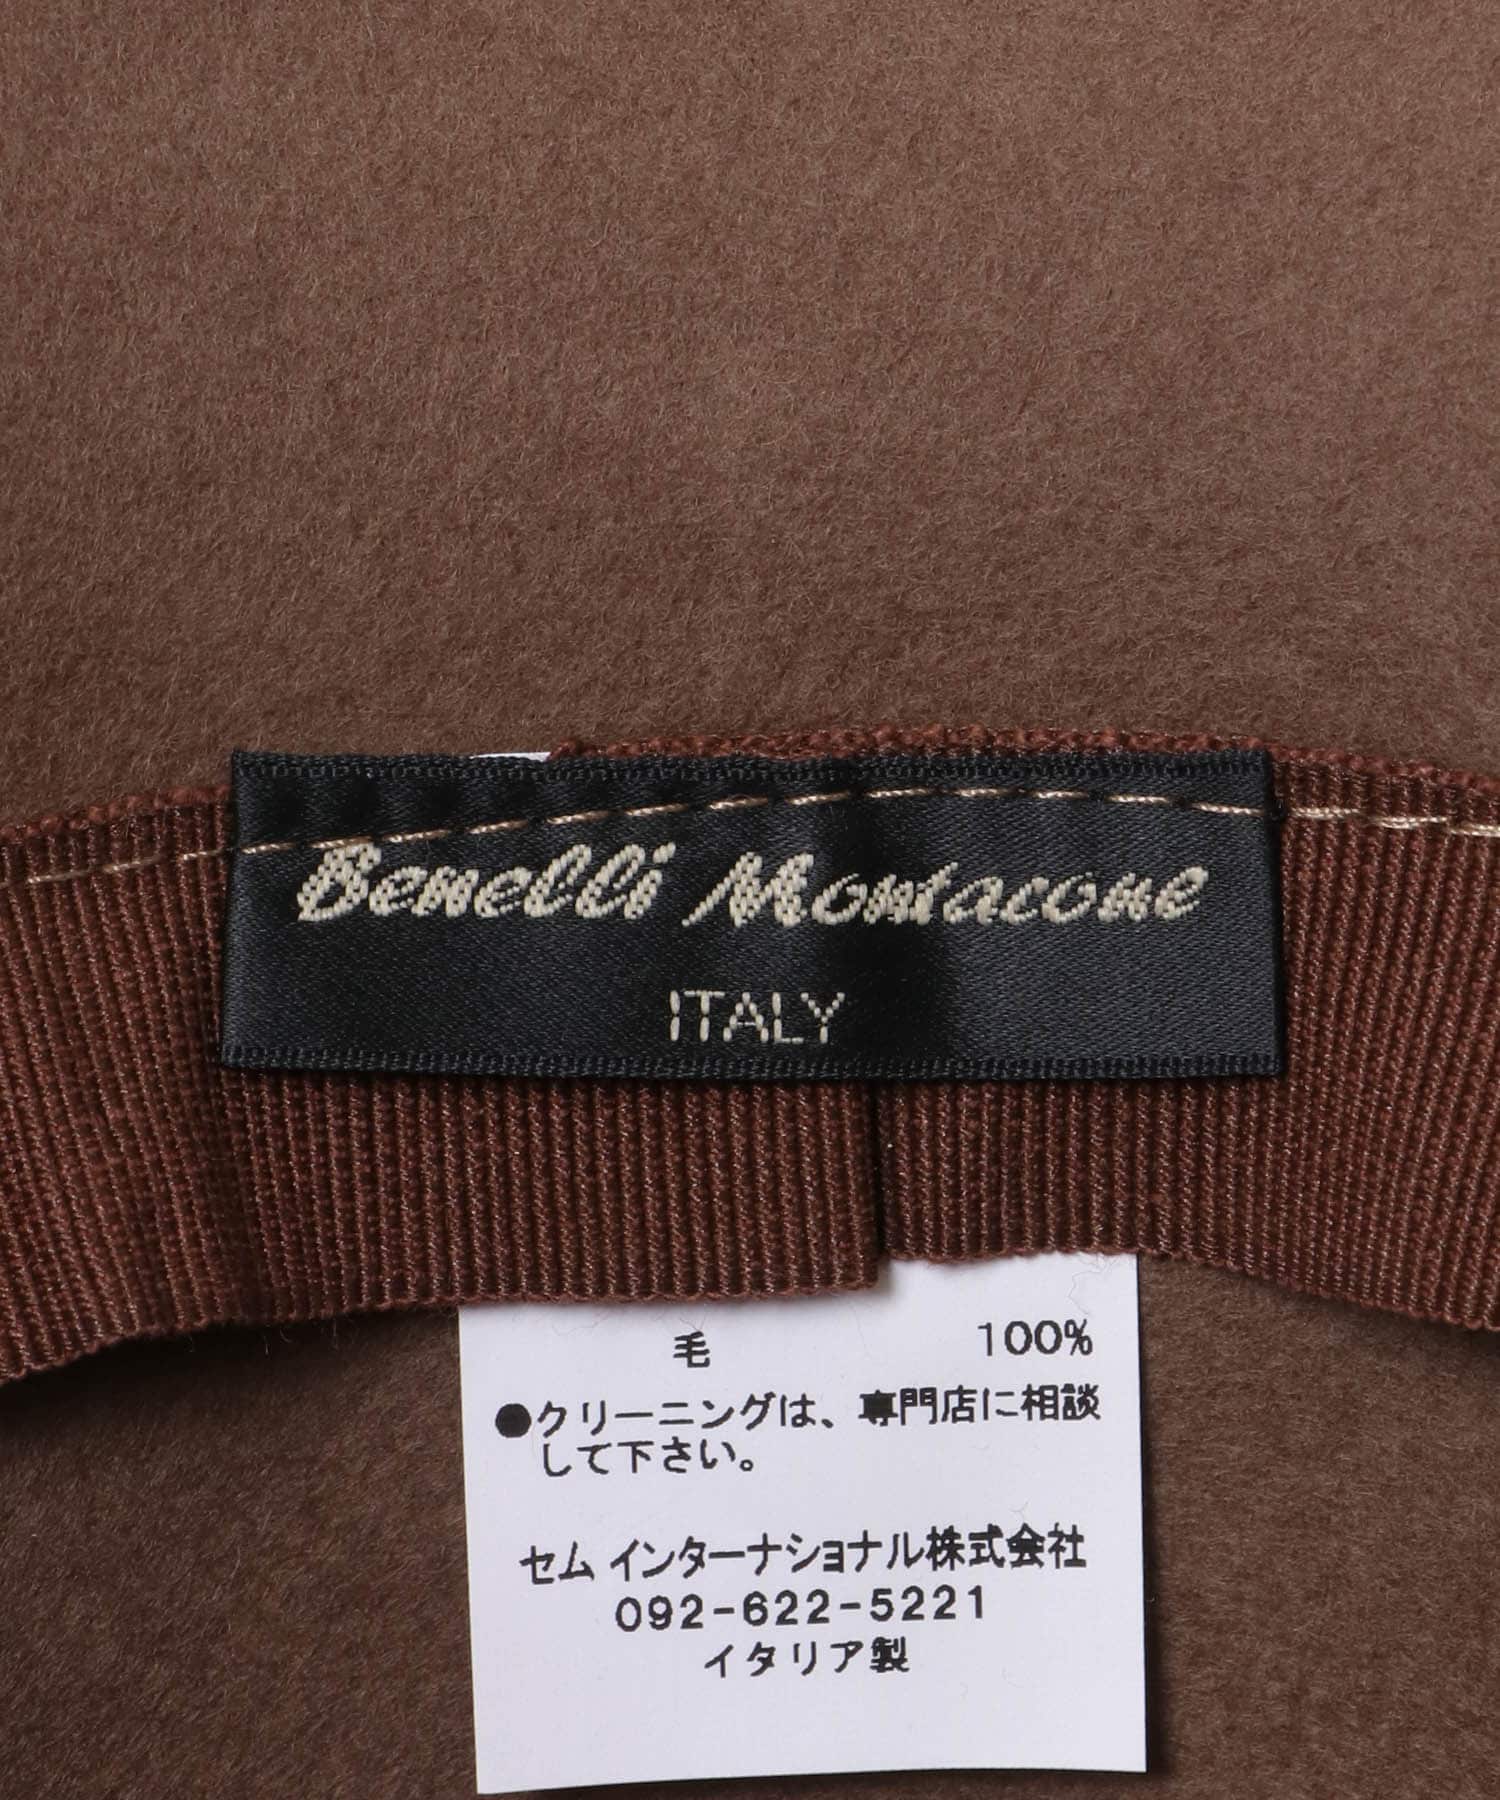 Benelli Montacone
ITALY
毛 100%
●クリーニングは、専門店に相談
して下さい。
セム インターナショナル株式会社
092-622-5221
イタリア製